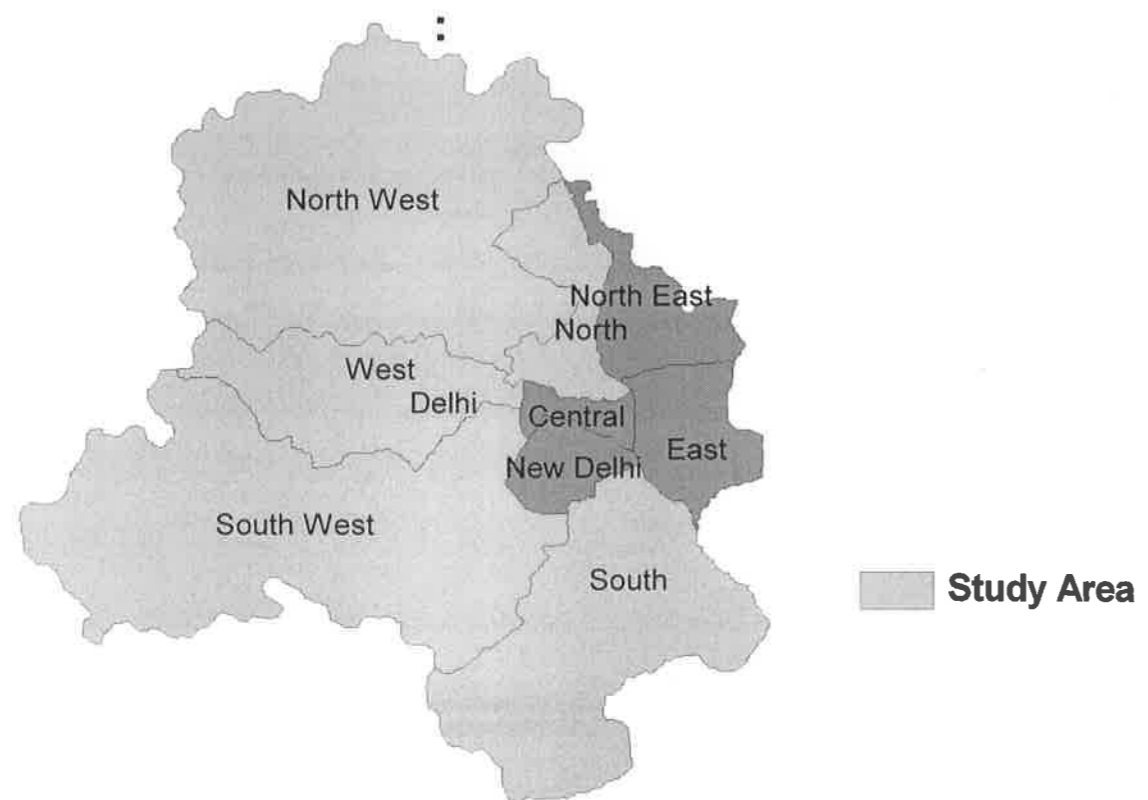 North West
North East
North
West
Delhi
Central
East
New Delhi
South West
South
Study Area